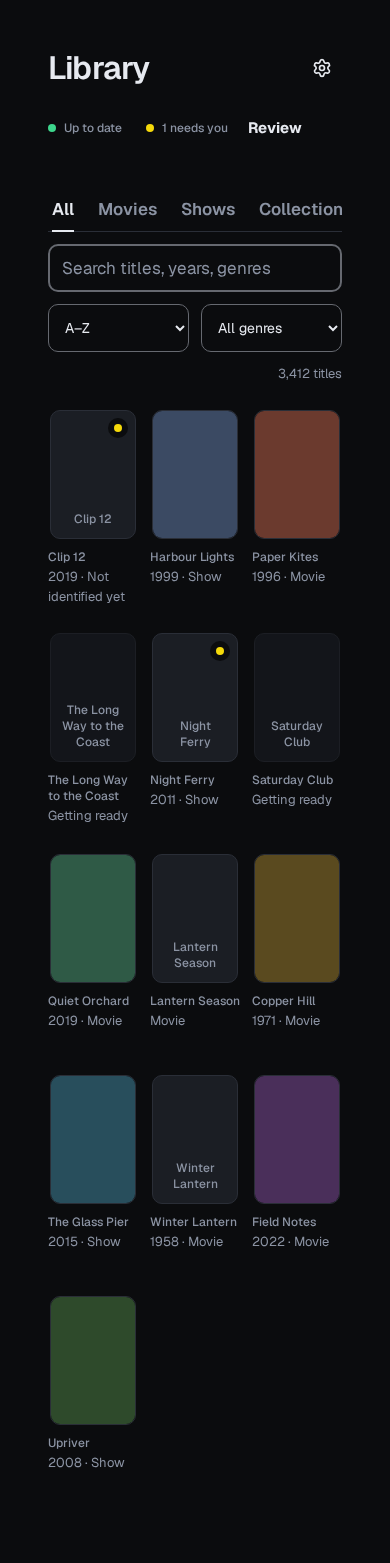 Library
Up to date
1 needs you
Review
All Movies Shows Collection
Search titles, years, genres
A–Z
All genres
3,412 titles
Clip 12
Clip 12
2019 · Not
identified yet
Harbour Lights
1999 · Show
Paper Kites
1996 · Movie
The Long
Way to the
Coast
The Long Way
to the Coast
Getting ready
Night
Ferry
Night Ferry
2011 · Show
Saturday
Club
Saturday Club
Getting ready
Quiet Orchard
2019 · Movie
Lantern
Season
Lantern Season
Movie
Copper Hill
1971 · Movie
The Glass Pier
2015 · Show
Winter
Lantern
Winter Lantern
1958 · Movie
Field Notes
2022 · Movie
Upriver
2008 · Show